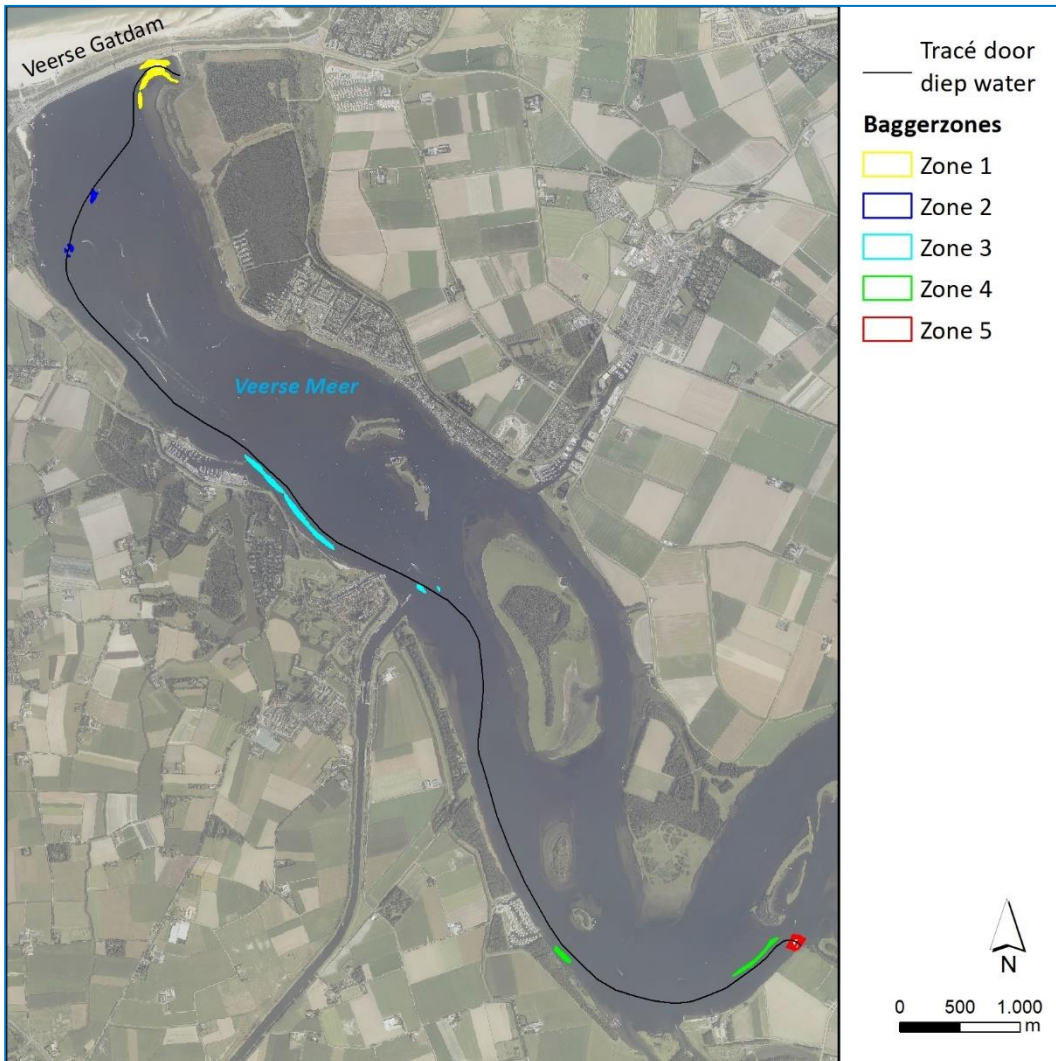 Veerse Gatdam
Veerse Meer
Tracé door
diep water
Baggerzones
Zone 1
Zone 2
Zone 3
Zone 4
Zone 5
N
0 500 1.000
m